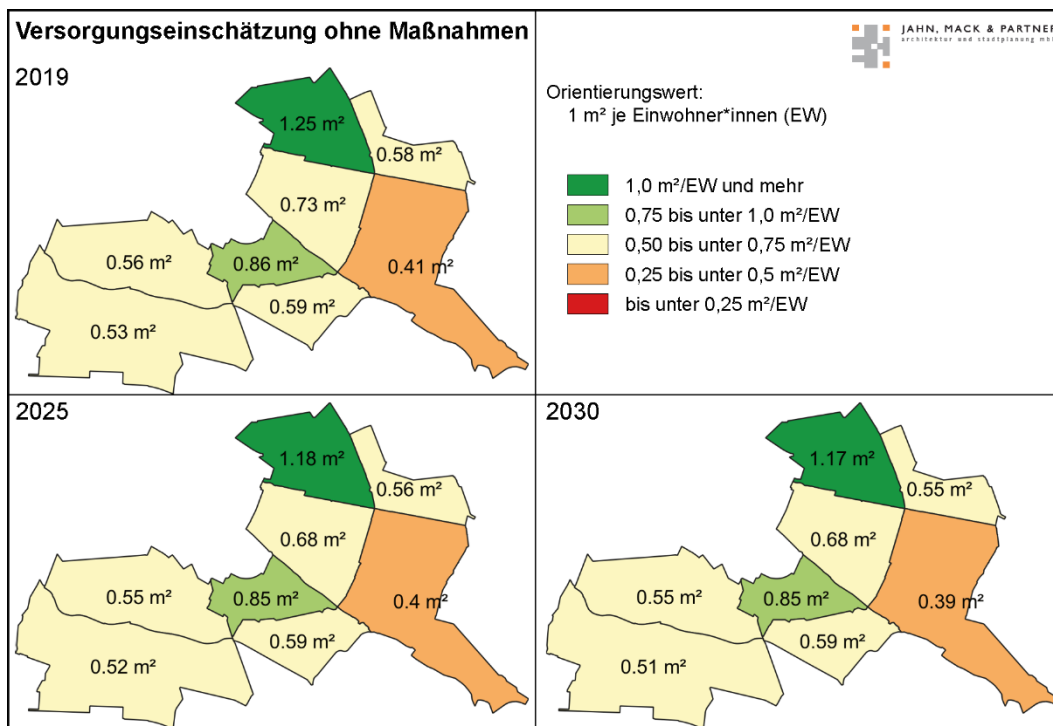 Versorgungseinschätzung ohne Maßnahmen
JAHN, MACK & PARTNER
architektur und stadtplanung mbb
2019
1.25 m²
0.58 m²
0.73 m²
0.56 m²
0.86 m²
0.41 m²
0.59 m²
0.53 m²
Orientierungswert:
1 m² je Einwohner*innen (EW)
1,0 m²/EW und mehr
0,75 bis unter 1,0 m²/EW
0,50 bis unter 0,75 m²/EW
0,25 bis unter 0,5 m²/EW
bis unter 0,25 m²/EW
2025
1.18 m²
0.56 m²
0.68 m²
0.55 m²
0.85 m²
0.4 m²
0.59 m²
0.52 m²
2030
1.17 m²
0.55 m²
0.68 m²
0.55 m²
0.85 m²
0.39 m²
0.59 m²
0.51 m²